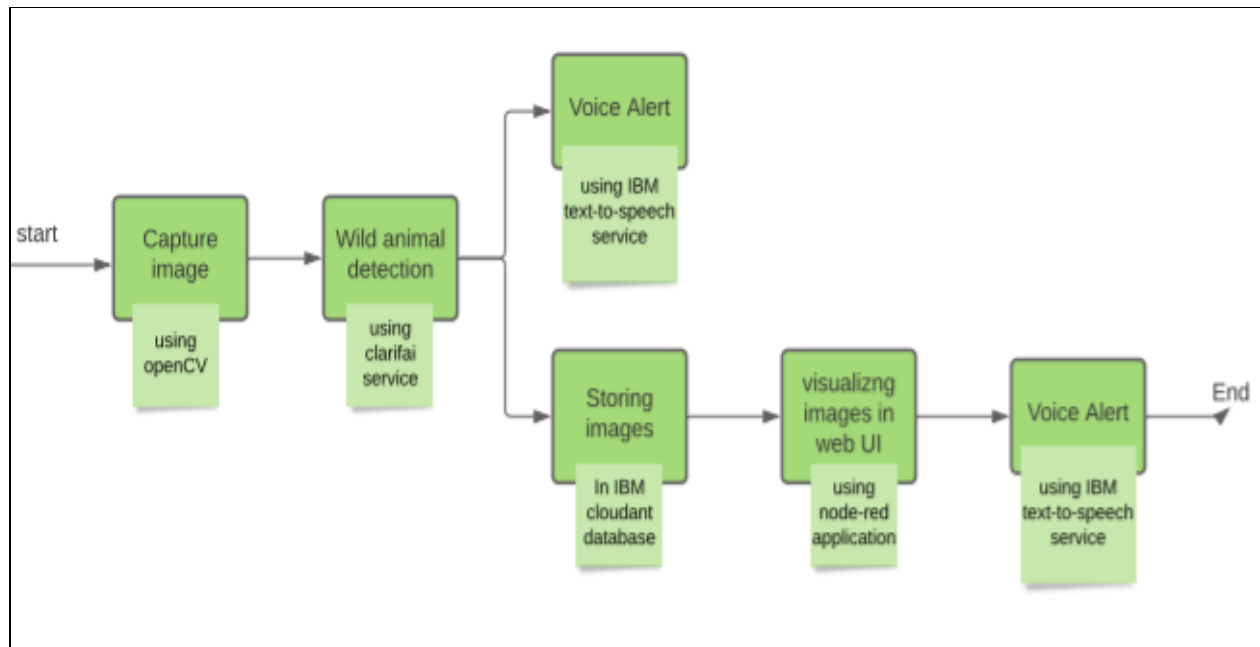 start
Capture
image
using
openCV
Wild animal
detection
using
clarifai
service
Voice Alert
using IBM
text-to-speech
service
Storing
images
In IBM
cloudant
database
visualizng
images in
web UI
using
node-red
application
Voice Alert
using IBM
text-to-speech
service
End